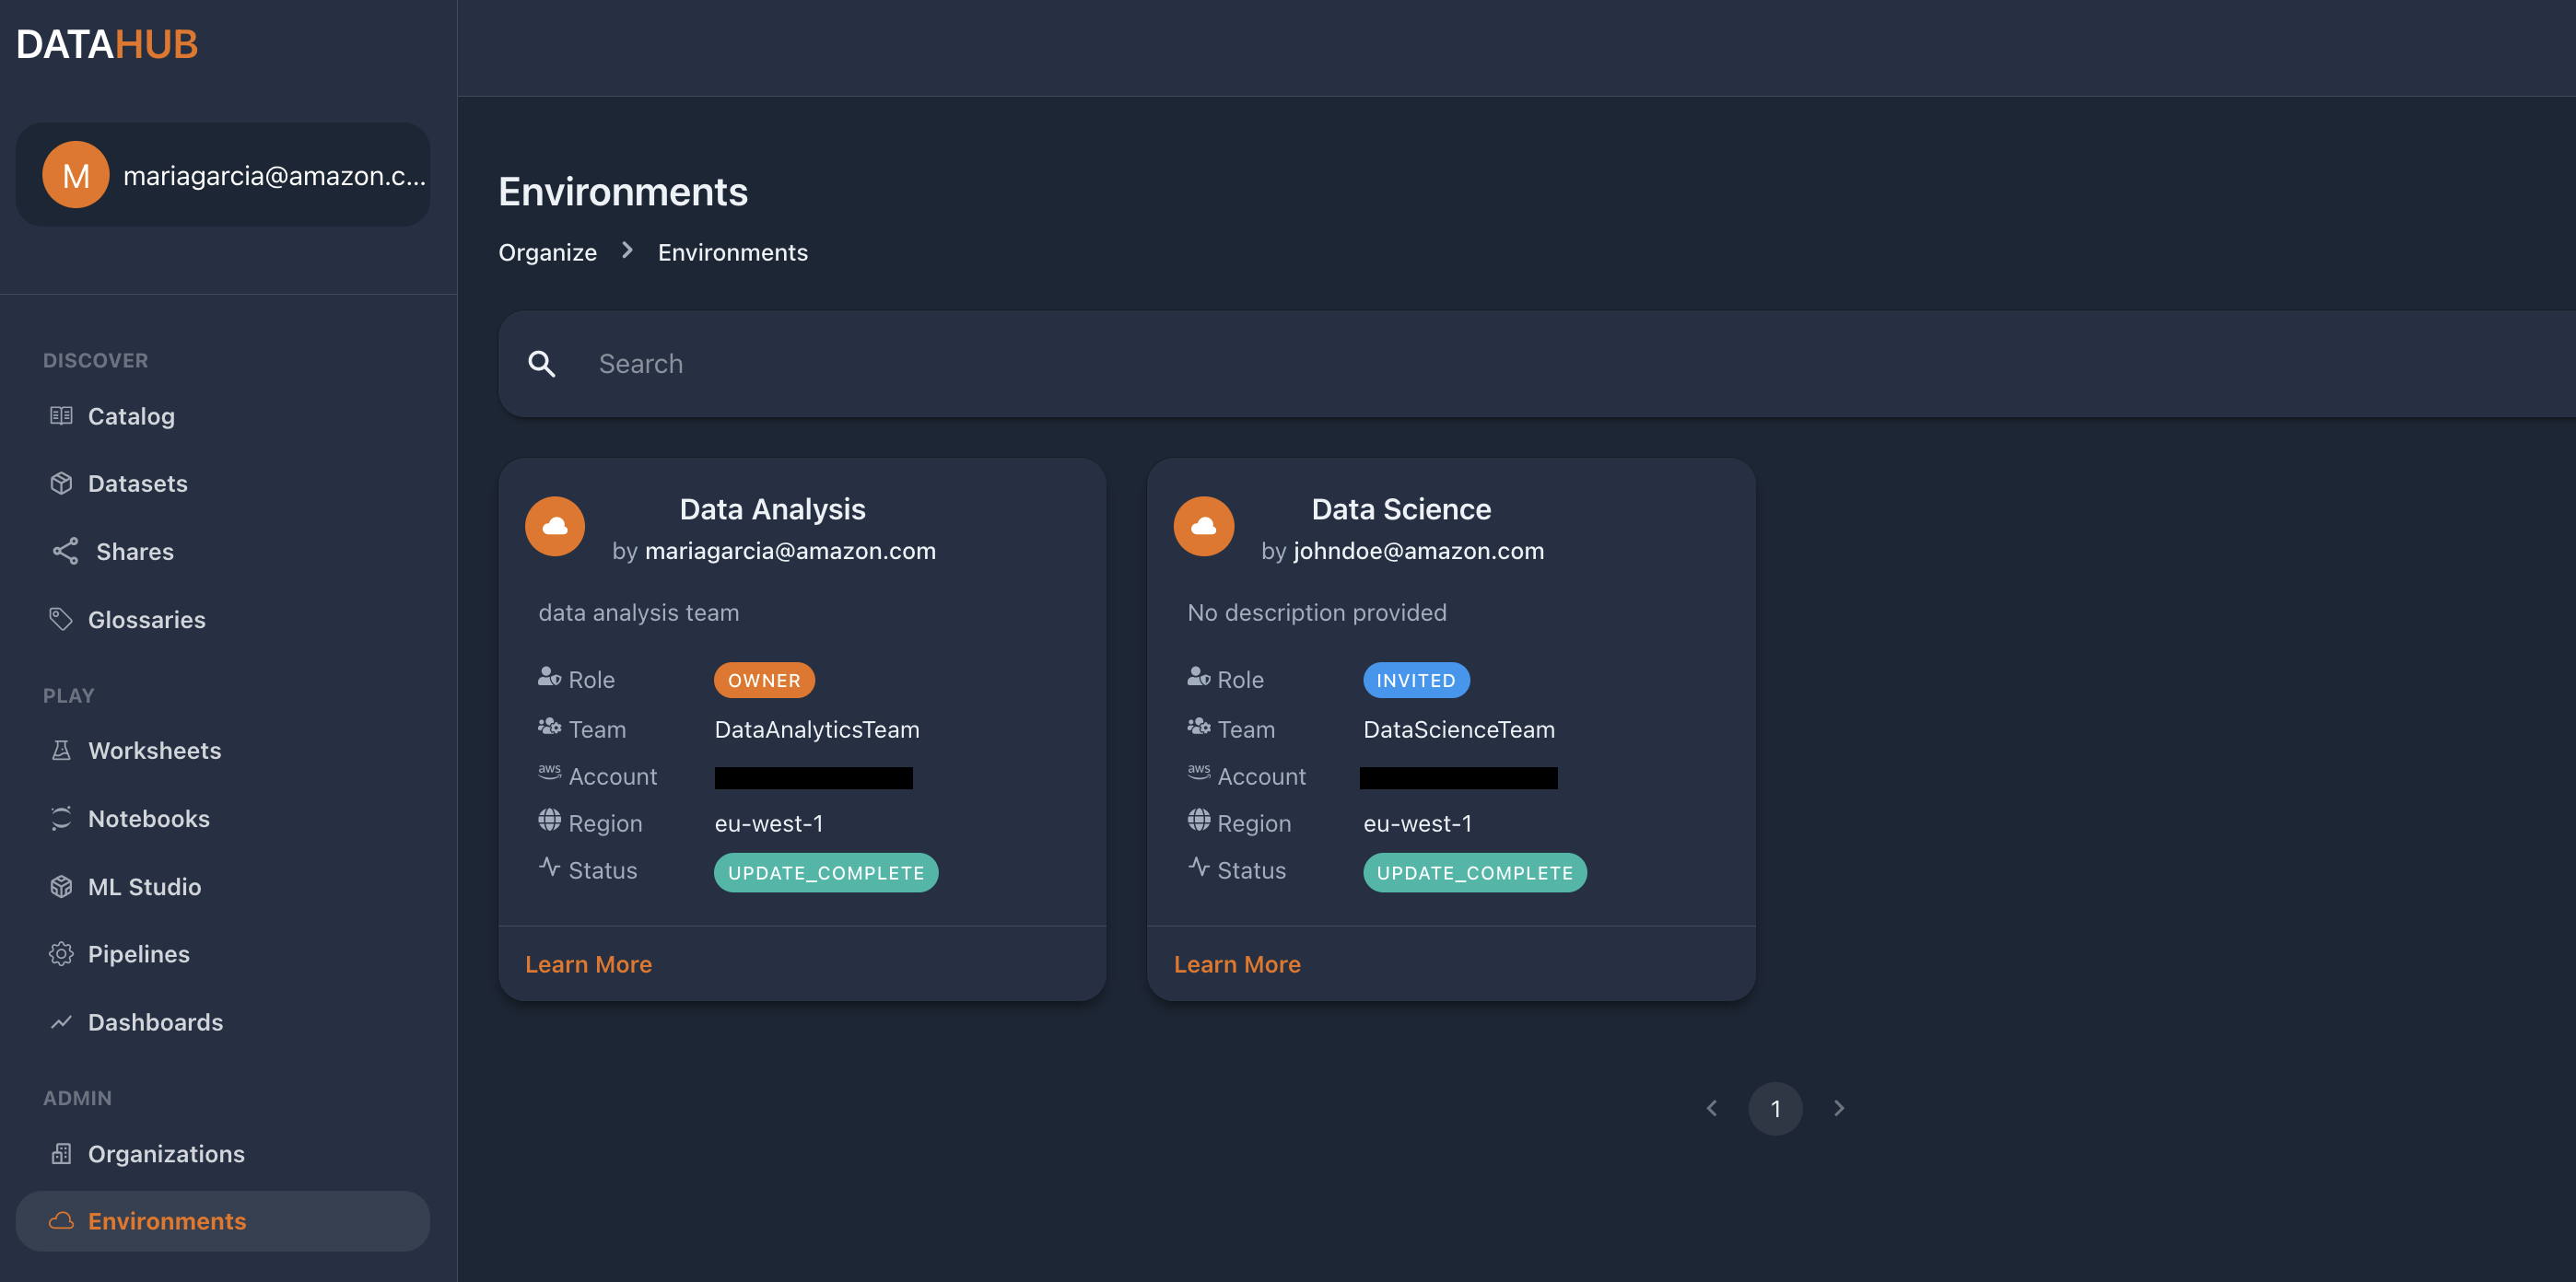 DATAHUB
M mariagarcia@amazon.c...
DISCOVER
Catalog
Datasets
Shares
Glossaries
PLAY
Worksheets
Notebooks
ML Studio
Pipelines
Dashboards
ADMIN
Organizations
Environments
Environments
Organize > Environments
Search
Data Analysis
by mariagarcia@amazon.com
data analysis team
Role OWNER
Team DataAnalyticsTeam
aws Account
Region eu-west-1
Status UPDATE_COMPLETE
Learn More
Data Science
by johndoe@amazon.com
No description provided
Role INVITED
Team DataScienceTeam
aws Account
Region eu-west-1
Status UPDATE_COMPLETE
Learn More
1